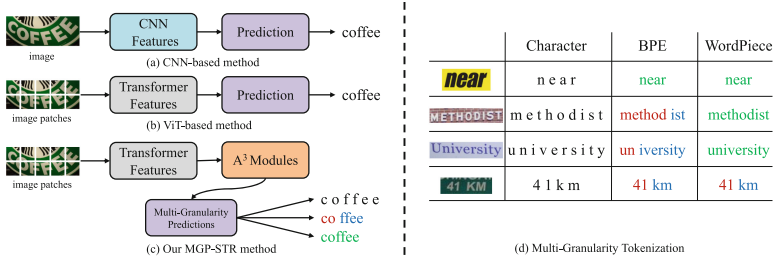 COFFEE
image
CNN Features
Prediction
coffee
(a) CNN-based method
COFFEE
image patches
Transformer Features
Prediction
coffee
(b) ViT-based method
COFFEE
image patches
Transformer Features
A³ Modules
Multi-Granularity Predictions
c o f f e e
co ffee
coffee
(c) Our MGP-STR method
Character BPE WordPiece
near n e a r near near
METHODIST m e t h o d i s t method ist methodist
University u n i v e r s i t y un iversity university
41 KM 4 1 k m 41 km 41 km
(d) Multi-Granularity Tokenization